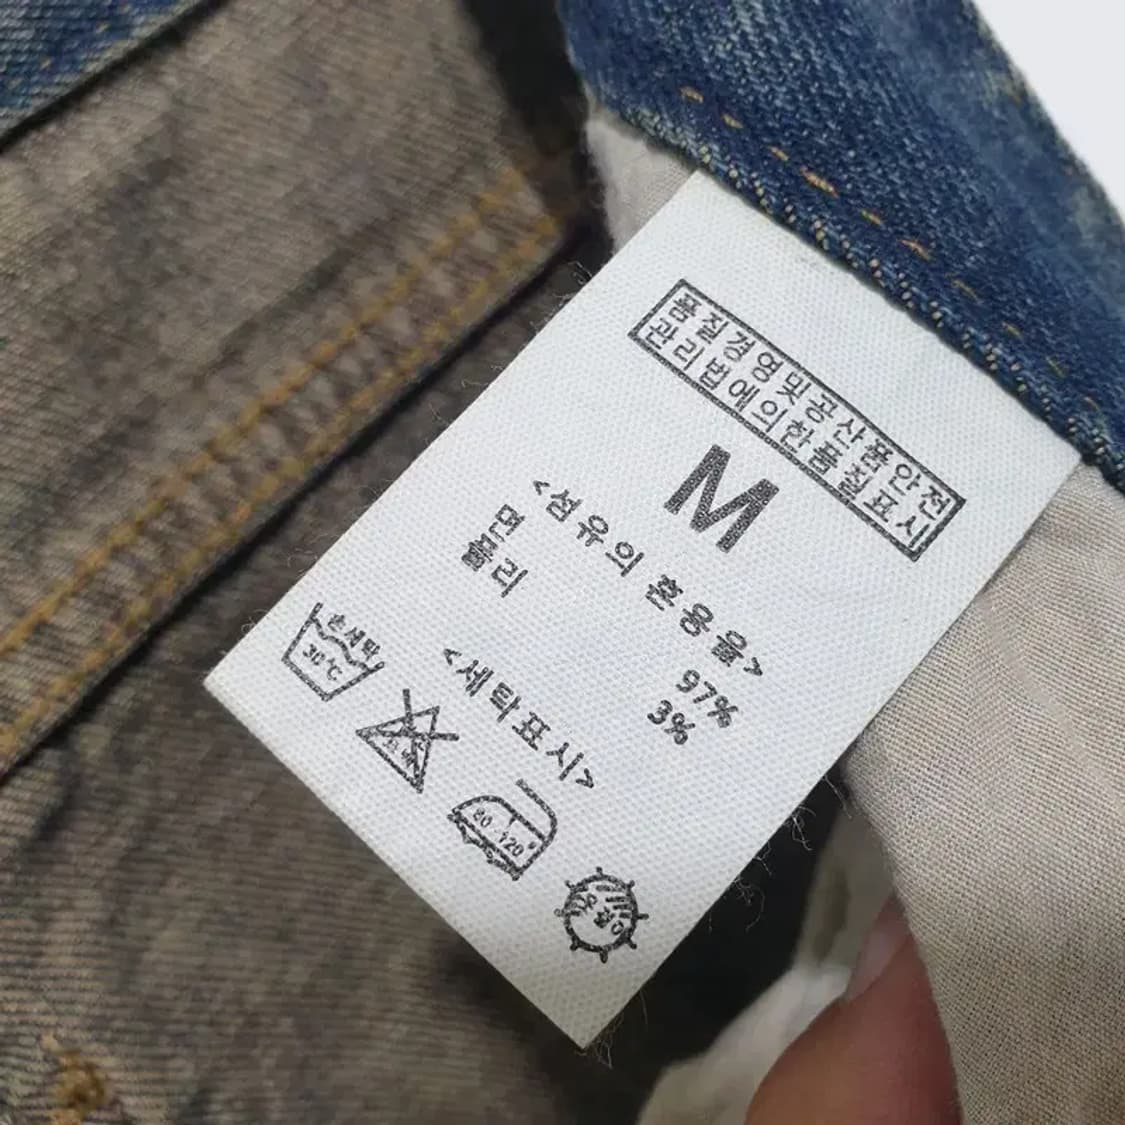 품질경영및공산품안전
관리법에의한품질표시
M
<섬유의 혼용율>
면 97%
폴리 3%
<세탁표시>
손세탁
30℃
80-120°